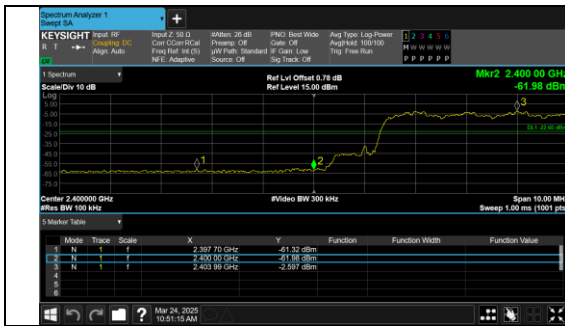 Spectrum Analyzer 1
Swept SA
+
KEYSIGHT Input: RF Input Z: 50 Ω #Atten: 26 dB PNO: Best Wide Avg Type: Log-Power 1 2 3 4 5 6
R T Coupling: DC Corr CCorr RCal Preamp: Off Gate: Off Avg|Hold: 100/100 M W W W W W
Align: Auto Freq Ref: Int (S) µW Path: Standard IF Gain: Low Trig: Free Run
NFE: Adaptive Source: Off Sig Track: Off P P P P P P
1 Spectrum Ref Lvl Offset 0.78 dB Mkr2 2.400 00 GHz
Scale/Div 10 dB Ref Level 15.00 dBm -61.98 dBm
Log
5.00 3
-5.00
-15.0
-25.0
-35.0
-45.0
-55.0 1 2
-65.0
-75.0
Center 2.400000 GHz #Video BW 300 kHz Span 10.00 MHz
#Res BW 100 kHz Sweep 1.00 ms (1001 pts)
5 Marker Table
Mode Trace Scale X Y Function Function Width Function Value
1 N 1 f 2.397 70 GHz -61.32 dBm
2 N 1 f 2.400 00 GHz -61.98 dBm
3 N 1 f 2.403 99 GHz -2.597 dBm
4
5
6
? Mar 24, 2025
10:51:15 AM